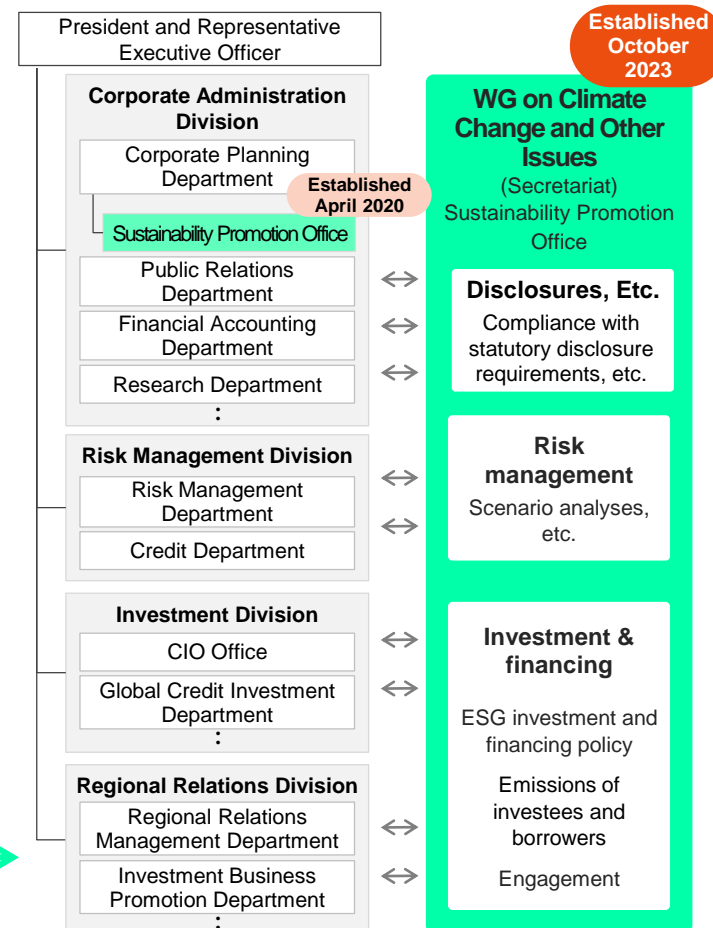 President and Representative
Executive Officer
Established
October
2023
Corporate Administration
Division
Corporate Planning
Department
Established
April 2020
Sustainability Promotion Office
Public Relations
Department
Financial Accounting
Department
Research Department
:
Risk Management Division
Risk Management
Department
Credit Department
Investment Division
CIO Office
Global Credit Investment
Department
:
Regional Relations Division
Regional Relations
Management Department
Investment Business
Promotion Department
:
WG on Climate
Change and Other
Issues
(Secretariat)
Sustainability Promotion
Office
Disclosures, Etc.
Compliance with
statutory disclosure
requirements, etc.
Risk
management
Scenario analyses,
etc.
Investment &
financing
ESG investment and
financing policy
Emissions of
investees and
borrowers
Engagement